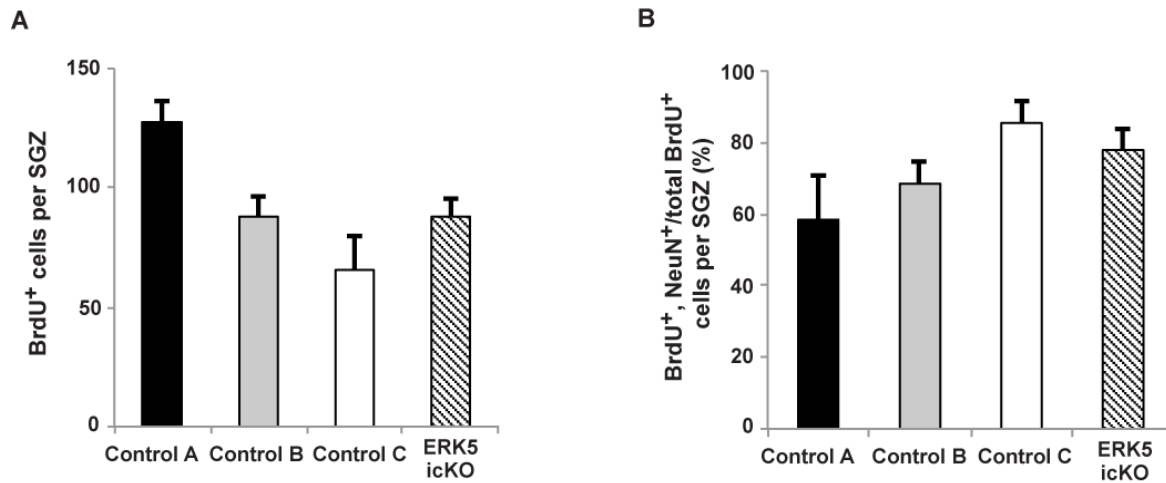 A
BrdU⁺ cells per SGZ
150
100
50
0
Control A
Control B
Control C
ERK5
icKO
B
BrdU⁺, NeuN⁺/total BrdU⁺
cells per SGZ (%)
100
80
60
40
20
0
Control A
Control B
Control C
ERK5
icKO